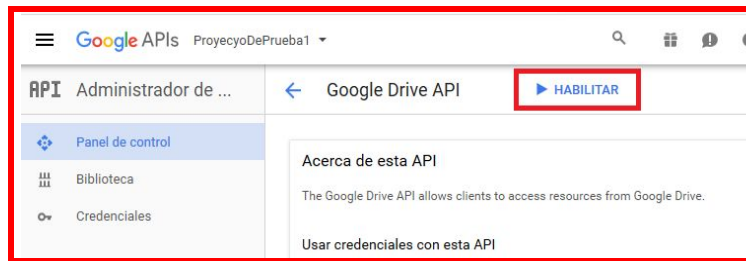 Google APIs ProyecyoDePrueba1
API Administrador de ...
Google Drive API
HABILITAR
Panel de control
Biblioteca
Credenciales
Acerca de esta API
The Google Drive API allows clients to access resources from Google Drive.
Usar credenciales con esta API